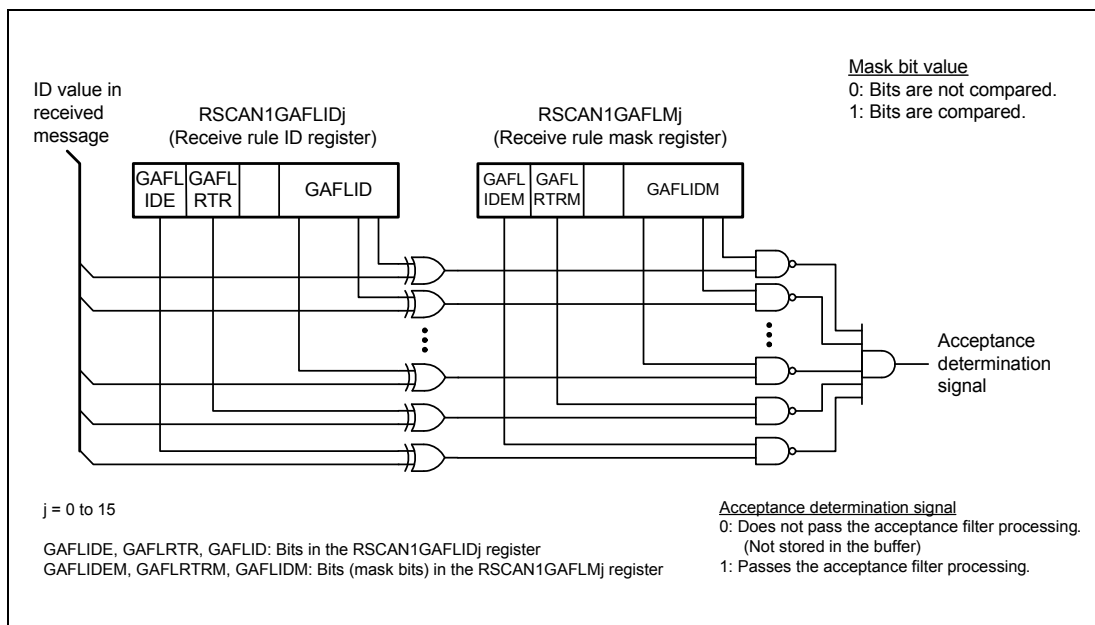 ID value in
received
message
RSCAN1GAFLIDj
(Receive rule ID register)
RSCAN1GAFLMj
(Receive rule mask register)
Mask bit value
0: Bits are not compared.
1: Bits are compared.
GAFL
IDE
GAFL
RTR
GAFLID
GAFL
IDEM
GAFL
RTRM
GAFLIDM
Acceptance
determination
signal
j = 0 to 15
GAFLIDE, GAFLRTR, GAFLID: Bits in the RSCAN1GAFLIDj register
GAFLIDEM, GAFLRTRM, GAFLIDM: Bits (mask bits) in the RSCAN1GAFLMj register
Acceptance determination signal
0: Does not pass the acceptance filter processing.
(Not stored in the buffer)
1: Passes the acceptance filter processing.